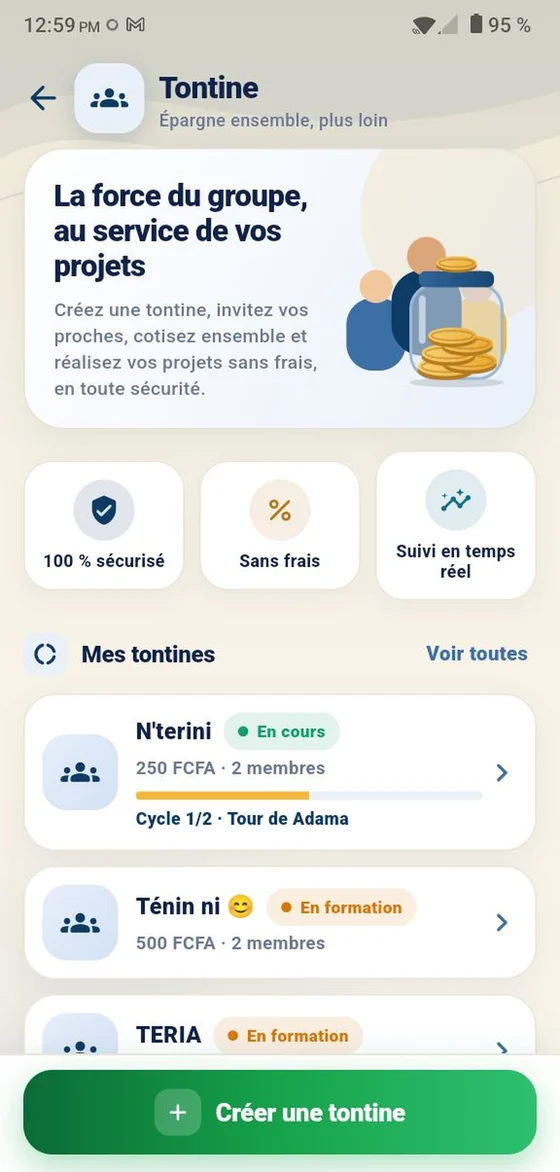 12:59 PM
95 %
Tontine
Épargne ensemble, plus loin
La force du groupe,
au service de vos
projets
Créez une tontine, invitez vos
proches, cotisez ensemble et
réalisez vos projets sans frais,
en toute sécurité.
100 % sécurisé
Sans frais
Suivi en temps
réel
Mes tontines
Voir toutes
N'terini
En cours
250 FCFA · 2 membres
Cycle 1/2 · Tour de Adama
Ténin ni 😊
En formation
500 FCFA · 2 membres
TERIA
En formation
Créer une tontine